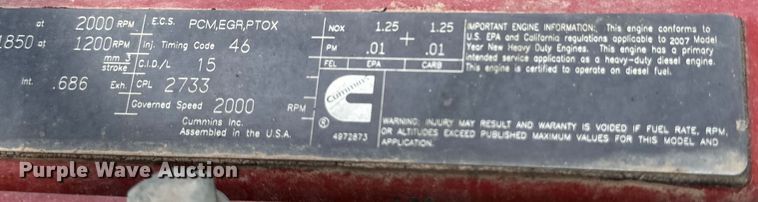 at 2000 RPM
1850 at 1200 RPM
mm 3
stroke
Int. .686 Exh.
E.C.S. PCM,EGR,PTOX
Inj. Timing Code 46
C.I.D./L 15
CPL 2733
Governed Speed 2000 RPM
Cummins Inc.
Assembled in the U.S.A.
NOX 1.25 + 1.25
PM .01 .01
FEL EPA CARB
Cummins
®
4972873
IMPORTANT ENGINE INFORMATION: This engine conforms to
U.S. EPA and California regulations applicable to 2007 Model
Year New Heavy Duty Engines. This engine has a primary
intended service application as a heavy-duty diesel engine.
This engine is certified to operate on diesel fuel.
WARNING: INJURY MAY RESULT AND WARRANTY IS VOIDED IF FUEL RATE, RPM,
OR ALTITUDES EXCEED PUBLISHED MAXIMUM VALUES FOR THIS MODEL AND
APPLICATION.
Purple Wave Auction